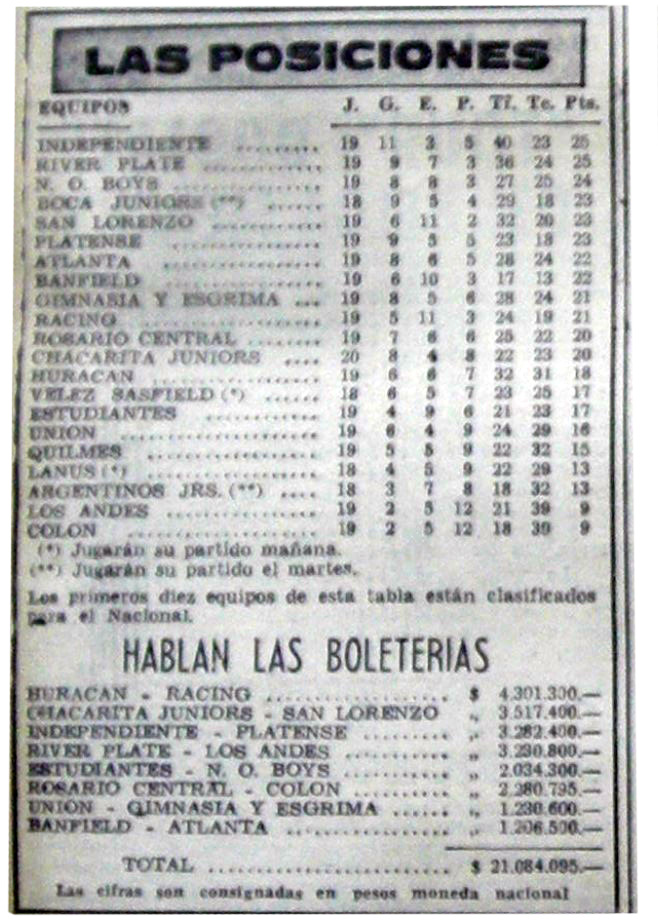 LAS POSICIONES
EQUIPOS J. G. E. P. Tf. Tc. Pts.
INDEPENDIENTE ......... 19 11 3 5 40 23 25
RIVER PLATE ............ 19 9 7 3 36 24 25
N. O. BOYS ............. 19 8 8 3 27 25 24
BOCA JUNIORS (**) ...... 18 9 5 4 29 18 23
SAN LORENZO ........... 19 6 11 2 32 20 23
PLATENSE ............. 19 9 5 5 23 18 23
ATLANTA .............. 19 8 6 5 28 24 22
BANFIELD ............. 19 6 10 3 17 13 22
GIMNASIA Y ESGRIMA ... 19 8 5 6 28 24 21
RACING ................ 19 5 11 3 24 19 21
ROSARIO CENTRAL ...... 19 7 6 6 25 22 20
CHACARITA JUNIORS .... 20 8 4 8 22 23 20
HURACAN .............. 19 6 6 7 32 31 18
VELEZ SASFIELD (*) ..... 18 6 5 7 23 25 17
ESTUDIANTES ........... 19 4 9 6 21 23 17
UNION ................. 19 6 4 9 24 29 16
QUILMES ............... 19 5 5 9 22 32 15
LANUS (*) .............. 18 4 5 9 22 29 13
ARGENTINOS JRS. (**) .... 18 3 7 8 18 32 13
LOS ANDES ............. 19 2 5 12 21 39 9
COLON ................. 19 2 5 12 18 39 9
(*) Jugarán su partido mañana.
(**) Jugarán su partido el martes.
Los primeros diez equipos de esta tabla están clasificados
para el Nacional.
HABLAN LAS BOLETERIAS
HURACAN - RACING .................. $ 4.301.300.—
CHACARITA JUNIORS - SAN LORENZO „ 3.517.400.—
INDEPENDIENTE - PLATENSE ......... „ 3.282.400.—
RIVER PLATE - LOS ANDES .......... „ 3.230.800.—
ESTUDIANTES - N. O. BOYS .......... „ 2.034.300.—
ROSARIO CENTRAL - COLON ......... „ 2.280.795.—
UNION - GIMNASIA Y ESGRIMA ...... „ 1.230.600.—
BANFIELD - ATLANTA ................ „ 1.206.500.—
TOTAL ........................ $ 21.084.095.—
Las cifras son consignadas en pesos moneda nacional